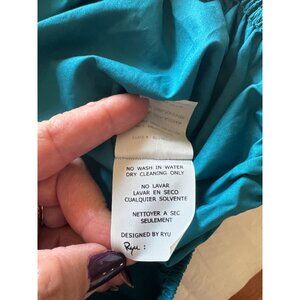 NO WASH IN WATER
DRY CLEANING ONLY
NO LAVAR
LAVAR EN SECO
CUALQUIER SOLVENTE
NETTOYER A SEC
SEULEMENT
DESIGNED BY RYU
Ryu :